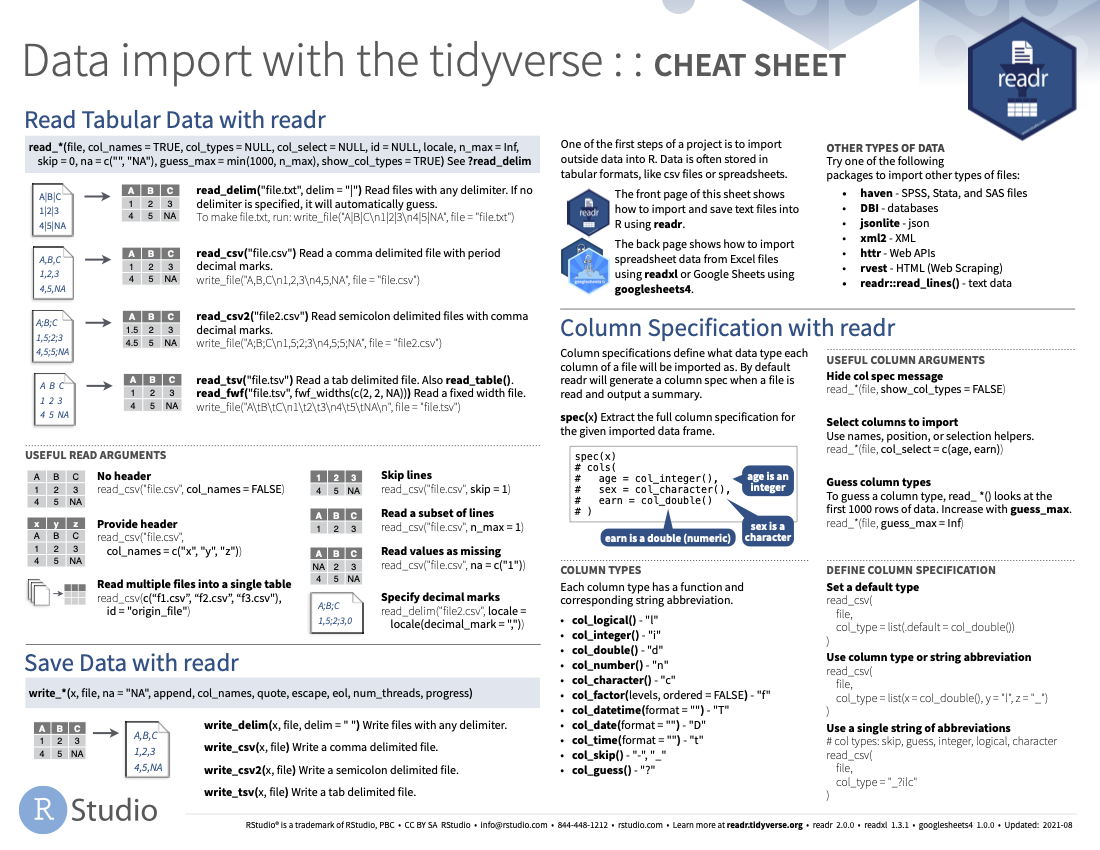 Data import with the tidyverse : : CHEAT SHEET
readr
Read Tabular Data with readr
read_*(file, col_names = TRUE, col_types = NULL, col_select = NULL, id = NULL, locale, n_max = Inf,
skip = 0, na = c("", "NA"), guess_max = min(1000, n_max), show_col_types = TRUE) See ?read_delim
A|B|C
1|2|3
4|5|NA
A B C
1 2 3
4 5 NA
read_delim("file.txt", delim = "|") Read files with any delimiter. If no
delimiter is specified, it will automatically guess.
To make file.txt, run: write_file("A|B|C\n1|2|3\n4|5|NA", file = "file.txt")
A,B,C
1,2,3
4,5,NA
A B C
1 2 3
4 5 NA
read_csv("file.csv") Read a comma delimited file with period
decimal marks.
write_file("A,B,C\n1,2,3\n4,5,NA", file = "file.csv")
A;B;C
1,5;2;3
4,5;5;NA
A B C
1.5 2 3
4.5 5 NA
read_csv2("file2.csv") Read semicolon delimited files with comma
decimal marks.
write_file("A;B;C\n1,5;2;3\n4,5;5;NA", file = "file2.csv")
A B C
1 2 3
4 5 NA
A B C
1 2 3
4 5 NA
read_tsv("file.tsv") Read a tab delimited file. Also read_table().
read_fwf("file.tsv", fwf_widths(c(2, 2, NA))) Read a fixed width file.
write_file("A\tB\tC\n1\t2\t3\n4\t5\tNA\n", file = "file.tsv")
USEFUL READ ARGUMENTS
A B C
1 2 3
4 5 NA
No header
read_csv("file.csv", col_names = FALSE)
x y z
A B C
1 2 3
4 5 NA
Provide header
read_csv("file.csv",
col_names = c("x", "y", "z"))
Read multiple files into a single table
read_csv(c("f1.csv", "f2.csv", "f3.csv"),
id = "origin_file")
1 2 3
4 5 NA
Skip lines
read_csv("file.csv", skip = 1)
A B C
1 2 3
Read a subset of lines
read_csv("file.csv", n_max = 1)
A B C
NA 2 3
4 5 NA
Read values as missing
read_csv("file.csv", na = c("1"))
A;B;C
1,5;2;3,0
Specify decimal marks
read_delim("file2.csv", locale =
locale(decimal_mark = ","))
Save Data with readr
write_*(x, file, na = "NA", append, col_names, quote, escape, eol, num_threads, progress)
A B C
1 2 3
4 5 NA
A,B,C
1,2,3
4,5,NA
write_delim(x, file, delim = " ") Write files with any delimiter.
write_csv(x, file) Write a comma delimited file.
write_csv2(x, file) Write a semicolon delimited file.
write_tsv(x, file) Write a tab delimited file.
One of the first steps of a project is to import
outside data into R. Data is often stored in
tabular formats, like csv files or spreadsheets.
readr
The front page of this sheet shows
how to import and save text files into
R using readr.
googlesheets4
The back page shows how to import
spreadsheet data from Excel files
using readxl or Google Sheets using
googlesheets4.
OTHER TYPES OF DATA
Try one of the following
packages to import other types of files:
• haven - SPSS, Stata, and SAS files
• DBI - databases
• jsonlite - json
• xml2 - XML
• httr - Web APIs
• rvest - HTML (Web Scraping)
• readr::read_lines() - text data
Column Specification with readr
Column specifications define what data type each
column of a file will be imported as. By default
readr will generate a column spec when a file is
read and output a summary.
spec(x) Extract the full column specification for
the given imported data frame.
spec(x)
# cols(
#   age = col_integer(),
#   sex = col_character(),
#   earn = col_double()
# )
age is an
integer
sex is a
character
earn is a double (numeric)
COLUMN TYPES
Each column type has a function and
corresponding string abbreviation.
• col_logical() - "l"
• col_integer() - "i"
• col_double() - "d"
• col_number() - "n"
• col_character() - "c"
• col_factor(levels, ordered = FALSE) - "f"
• col_datetime(format = "") - "T"
• col_date(format = "") - "D"
• col_time(format = "") - "t"
• col_skip() - "-", "_"
• col_guess() - "?"
USEFUL COLUMN ARGUMENTS
Hide col spec message
read_*(file, show_col_types = FALSE)
Select columns to import
Use names, position, or selection helpers.
read_*(file, col_select = c(age, earn))
Guess column types
To guess a column type, read_ *() looks at the
first 1000 rows of data. Increase with guess_max.
read_*(file, guess_max = Inf)
DEFINE COLUMN SPECIFICATION
Set a default type
read_csv(
file,
col_type = list(.default = col_double())
)
Use column type or string abbreviation
read_csv(
file,
col_type = list(x = col_double(), y = "l", z = "_")
)
Use a single string of abbreviations
# col types: skip, guess, integer, logical, character
read_csv(
file,
col_type = "_?ilc"
)
R Studio
RStudio® is a trademark of RStudio, PBC • CC BY SA RStudio • info@rstudio.com • 844-448-1212 • rstudio.com • Learn more at readr.tidyverse.org • readr 2.0.0 • readxl 1.3.1 • googlesheets4 1.0.0 • Updated: 2021-08